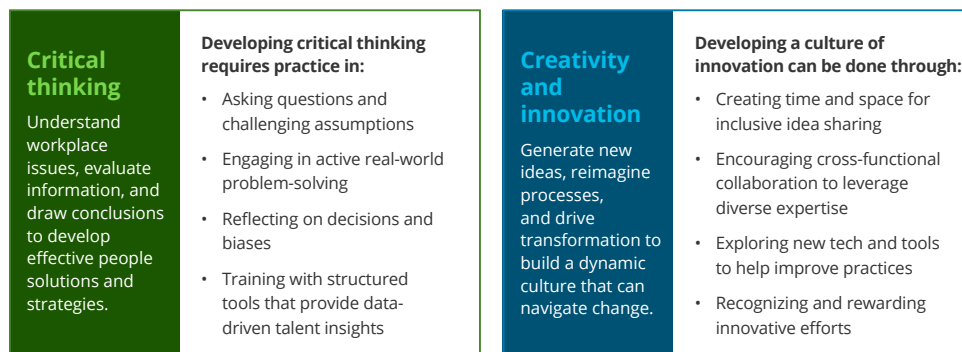 Critical
thinking
Understand
workplace
issues, evaluate
information, and
draw conclusions
to develop
effective people
solutions and
strategies.
Developing critical thinking
requires practice in:
• Asking questions and
challenging assumptions
• Engaging in active real-world
problem-solving
• Reflecting on decisions and
biases
• Training with structured
tools that provide data-
driven talent insights
Creativity
and
innovation
Generate new
ideas, reimagine
processes,
and drive
transformation to
build a dynamic
culture that can
navigate change.
Developing a culture of
innovation can be done through:
• Creating time and space for
inclusive idea sharing
• Encouraging cross-functional
collaboration to leverage
diverse expertise
• Exploring new tech and tools
to help improve practices
• Recognizing and rewarding
innovative efforts